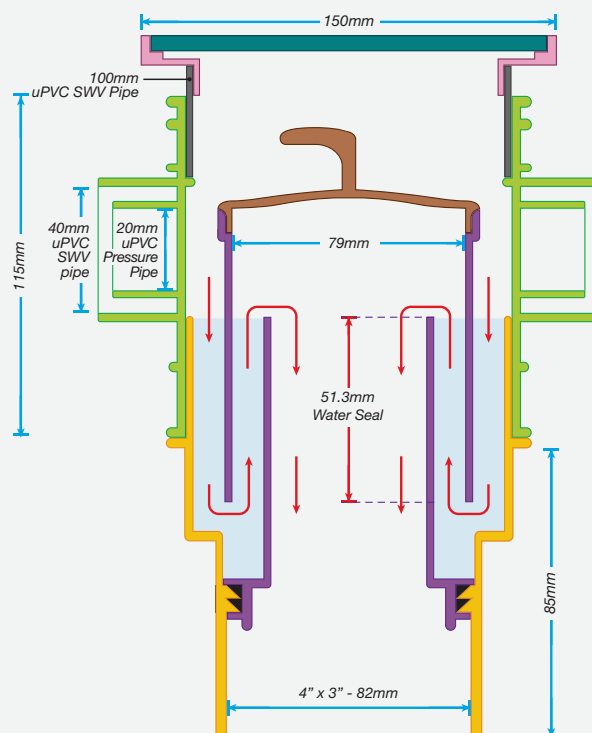 150mm
100mm
uPVC SWV Pipe
115mm
40mm
uPVC
SWV
pipe
20mm
uPVC
Pressure
Pipe
79mm
51.3mm
Water Seal
85mm
4” x 3” - 82mm